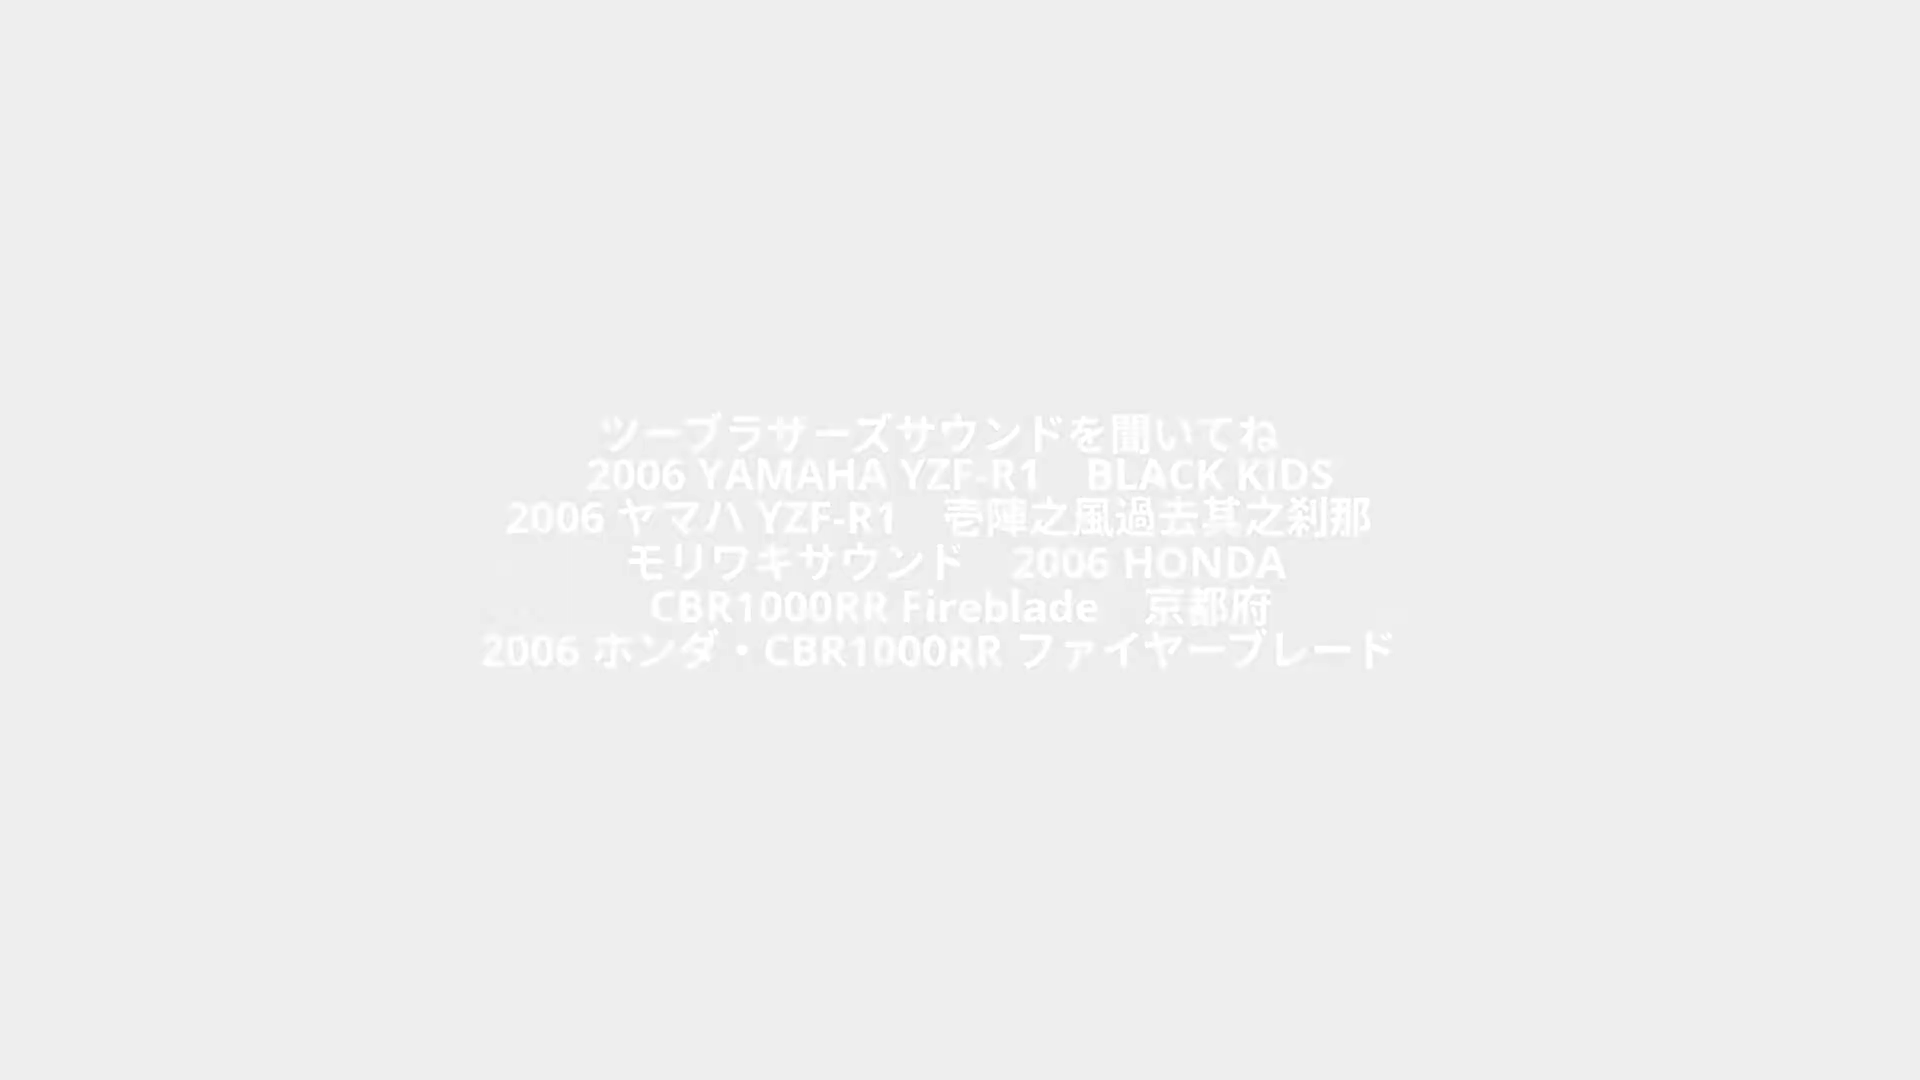 ツーブラザーズサウンドを聞いてね
2006 YAMAHA YZF-R1　BLACK KIDS
2006 ヤマハ YZF-R1　壱陣之風過去其之刹那
モリワキサウンド　2006 HONDA
CBR1000RR Fireblade　京都府
2006 ホンダ・CBR1000RR ファイヤーブレード